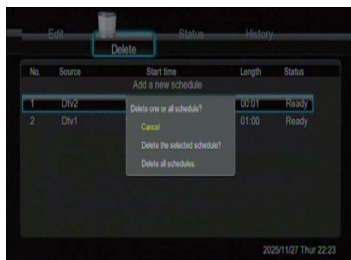 Edit
Status
History
Delete
No. Source Start time Length Status
Add a new schedule
1 Dtv2 00:01 Ready
2 Dtv1 01:00 Ready
Delete one or all schedule?
Cancel
Delete the selected schedule?
Delete all schedules.
2025/11/27 Thur 22:23